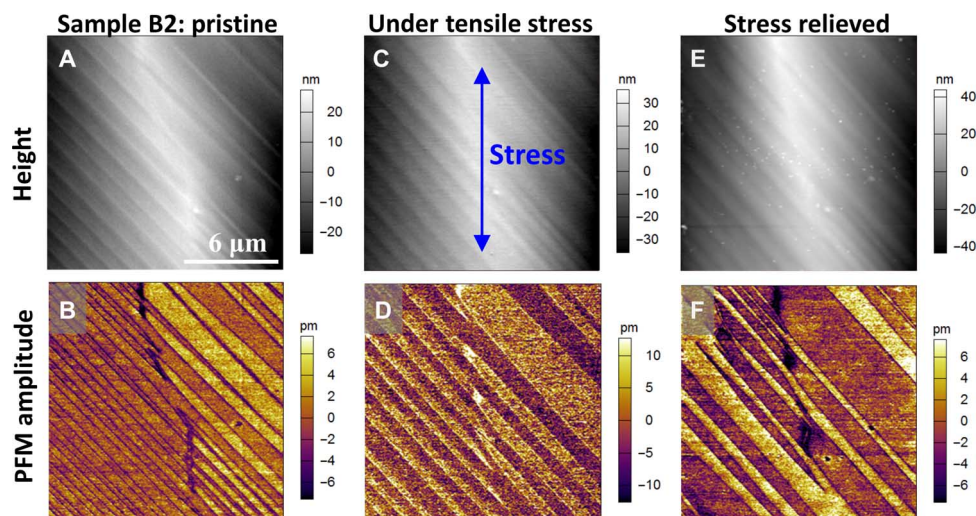 Sample B2: pristine
Under tensile stress
Stress relieved
Height
A
6 μm
nm
20
10
0
−10
−20
C
Stress
nm
30
20
10
0
−10
−20
−30
E
nm
40
20
0
−20
−40
PFM amplitude
B
pm
6
4
2
0
−2
−4
−6
D
pm
10
5
0
−5
−10
F
pm
6
4
2
0
−2
−4
−6